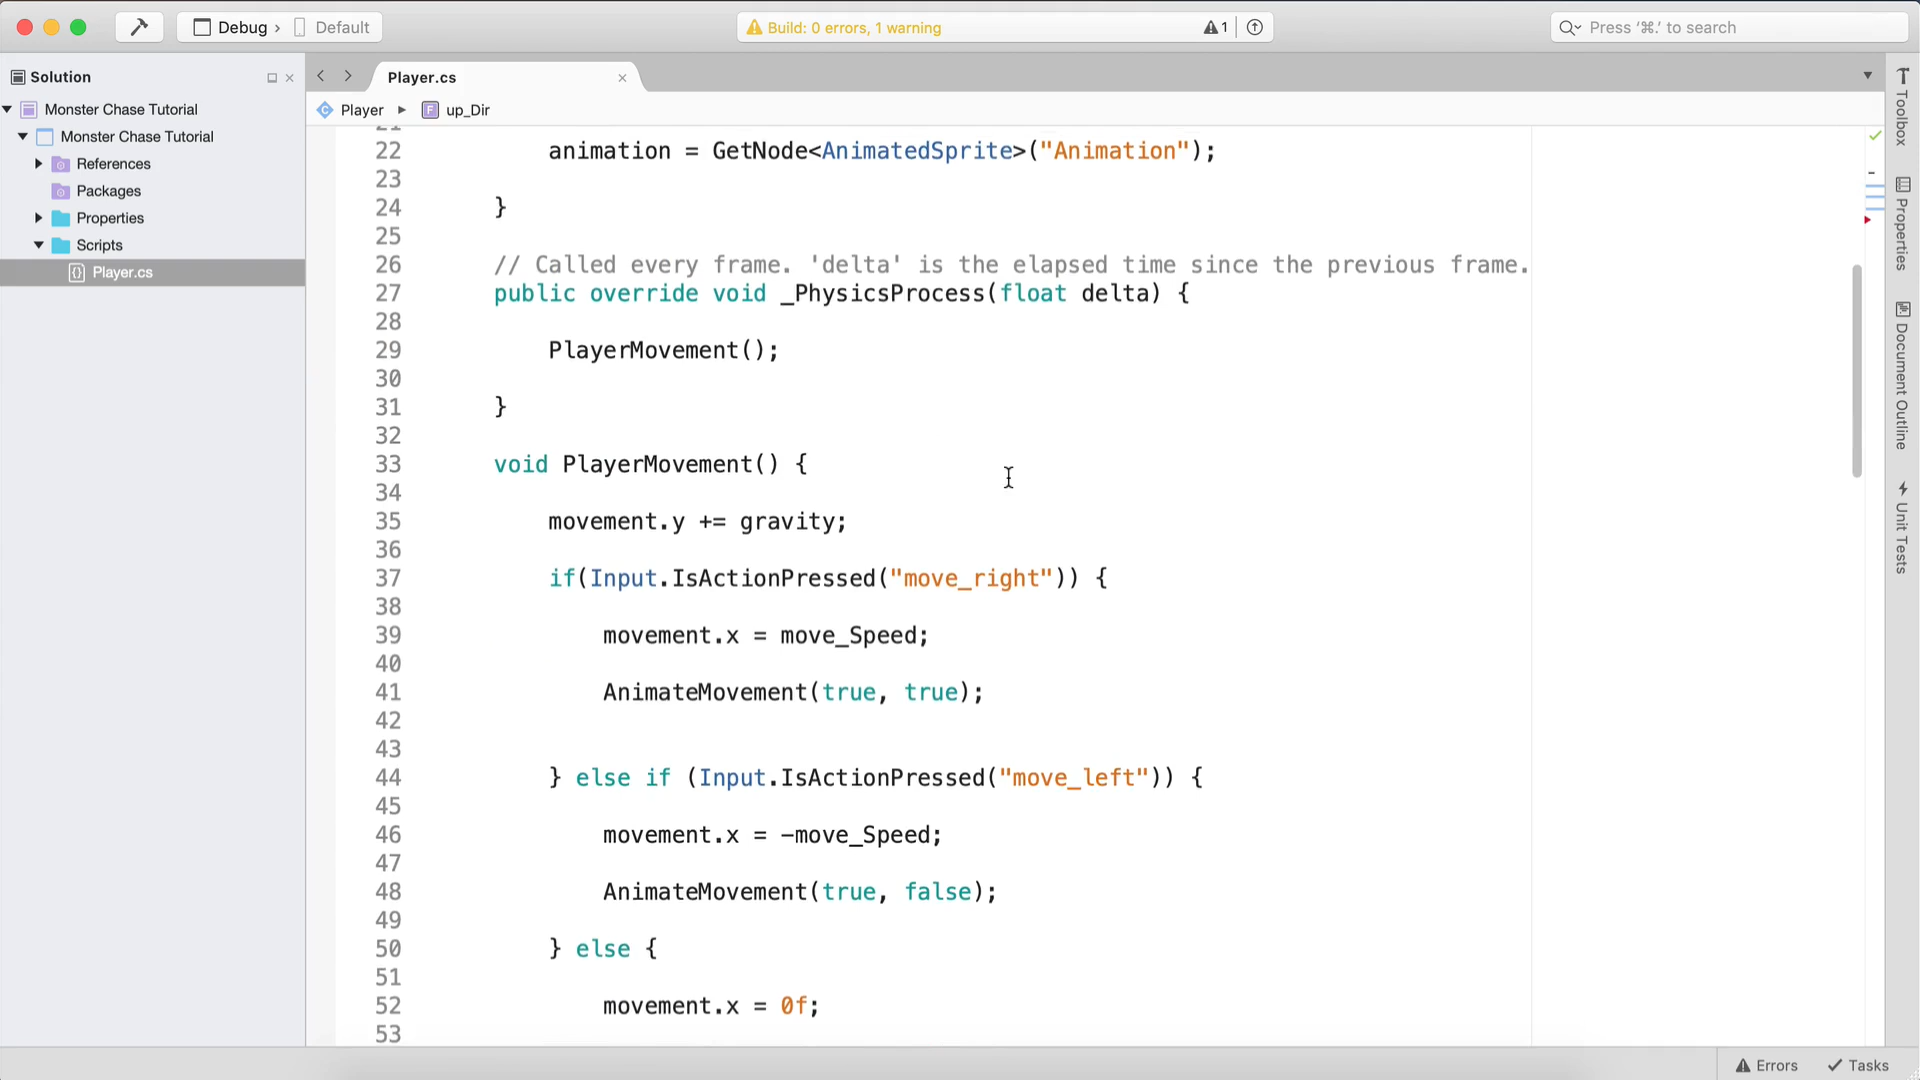 Debug › Default
Build: 0 errors, 1 warning
1
Press ‘⌘.’ to search
Solution
Monster Chase Tutorial
Monster Chase Tutorial
References
Packages
Properties
Scripts
{} Player.cs
Player.cs
Player ▸ up_Dir
21
22 animation = GetNode<AnimatedSprite>("Animation");
23
24 }
25
26 // Called every frame. 'delta' is the elapsed time since the previous frame.
27 public override void _PhysicsProcess(float delta) {
28
29 PlayerMovement();
30
31 }
32
33 void PlayerMovement() {
34
35 movement.y += gravity;
36
37 if(Input.IsActionPressed("move_right")) {
38
39 movement.x = move_Speed;
40
41 AnimateMovement(true, true);
42
43
44 } else if (Input.IsActionPressed("move_left")) {
45
46 movement.x = -move_Speed;
47
48 AnimateMovement(true, false);
49
50 } else {
51
52 movement.x = 0f;
53
Toolbox
Properties
Document Outline
Unit Tests
Errors
Tasks